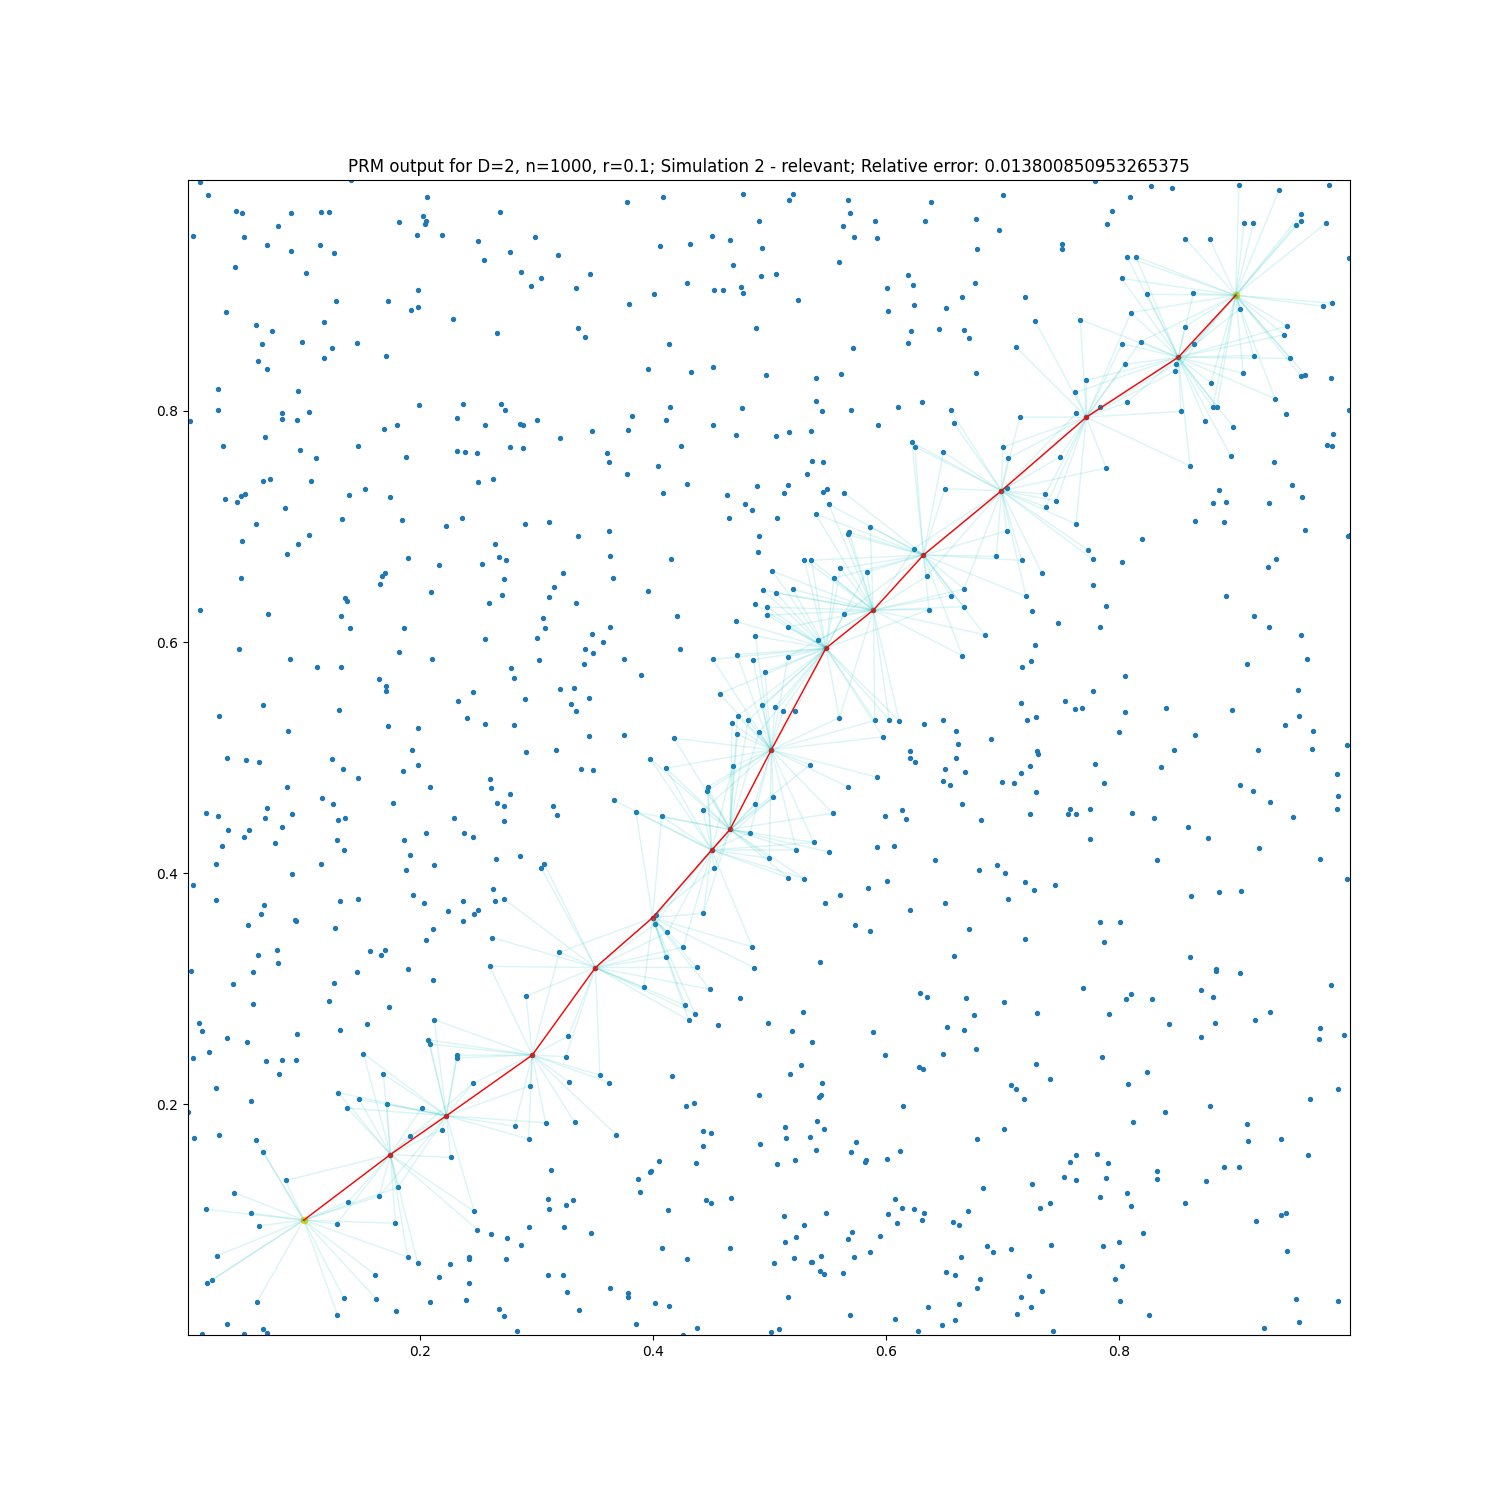 PRM output for D=2, n=1000, r=0.1; Simulation 2 - relevant; Relative error: 0.013800850953265375
0.8
0.6
0.4
0.2
0.2 0.4 0.6 0.8